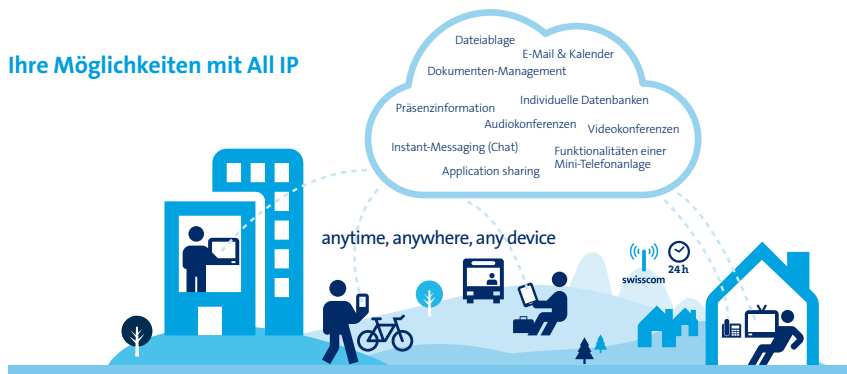 Ihre Möglichkeiten mit All IP
Dateiablage
E-Mail & Kalender
Dokumenten-Management
Präsenzinformation
Individuelle Datenbanken
Audiokonferenzen
Videokonferenzen
Instant-Messaging (Chat)
Funktionalitäten einer
Mini-Telefonanlage
Application sharing
anytime, anywhere, any device
24 h
swisscom